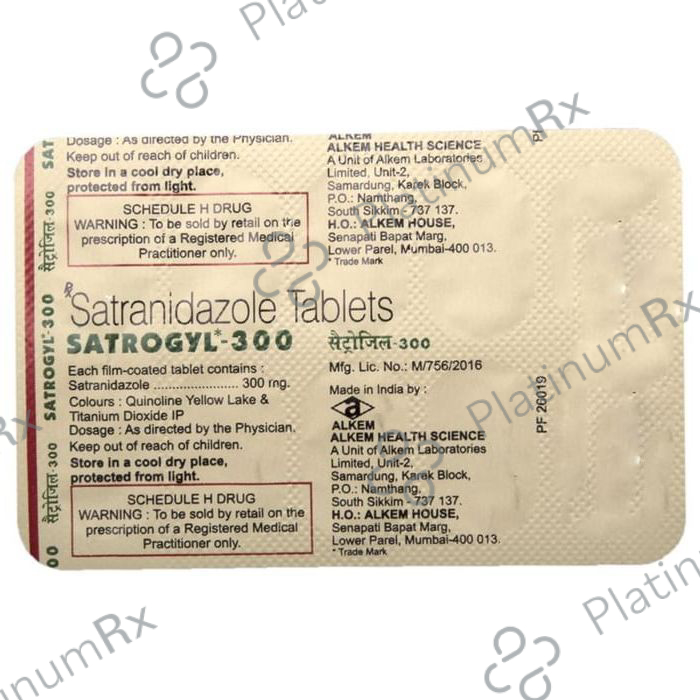 Dosage : As directed by the Physician.
Keep out of reach of children.
Store in a cool dry place,
protected from light.
SCHEDULE H DRUG
WARNING : To be sold by retail on the
prescription of a Registered Medical
Practitioner only.
ALKEM
ALKEM HEALTH SCIENCE
A Unit of Alkem Laboratories
Limited, Unit-2,
Samardung, Karek Block,
P.O.: Namthang,
South Sikkim - 737 137.
H.O.: ALKEM HOUSE,
Senapati Bapat Marg,
Lower Parel, Mumbai-400 013.
* Trade Mark
Rx
Satranidazole Tablets
SATROGYL*-300
सैट्रोजिल-300
Each film-coated tablet contains :
Satranidazole ..................... 300 mg.
Colours : Quinoline Yellow Lake &
Titanium Dioxide IP
Dosage : As directed by the Physician.
Keep out of reach of children.
Store in a cool dry place,
protected from light.
SCHEDULE H DRUG
WARNING : To be sold by retail on the
prescription of a Registered Medical
Practitioner only.
Mfg. Lic. No.: M/756/2016
Made in India by :
a
ALKEM
ALKEM HEALTH SCIENCE
A Unit of Alkem Laboratories
Limited, Unit-2,
Samardung, Karek Block,
P.O.: Namthang,
South Sikkim - 737 137.
H.O.: ALKEM HOUSE,
Senapati Bapat Marg,
Lower Parel, Mumbai-400 013.
* Trade Mark
PF 26019
PF
00 सैट्रोजिल-300 SATROGYL*-300 सैट्रोजिल-300 SAT
Platin
PlatinumRx
PlatinumRx
Rx
PlatinumRx
tinumRx
Platinu